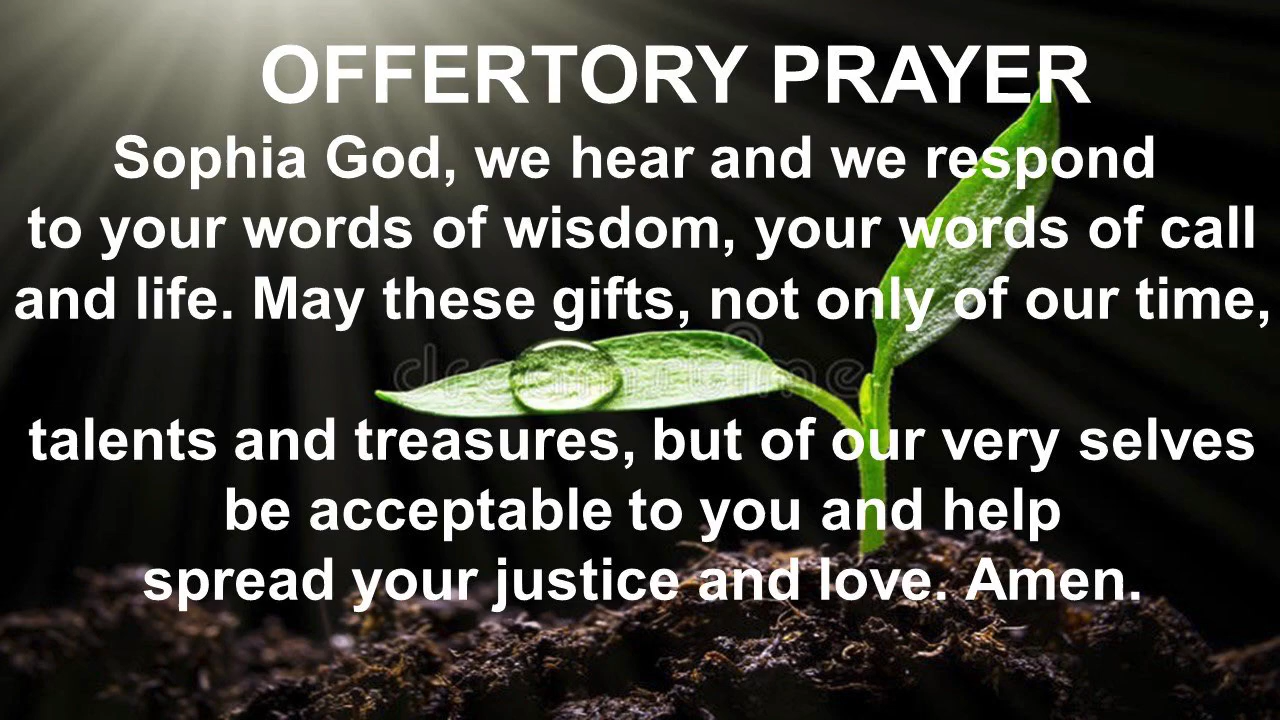 OFFERTORY PRAYER
Sophia God, we hear and we respond
to your words of wisdom, your words of call
and life. May these gifts, not only of our time,
dreamstime
talents and treasures, but of our very selves
be acceptable to you and help
spread your justice and love. Amen.